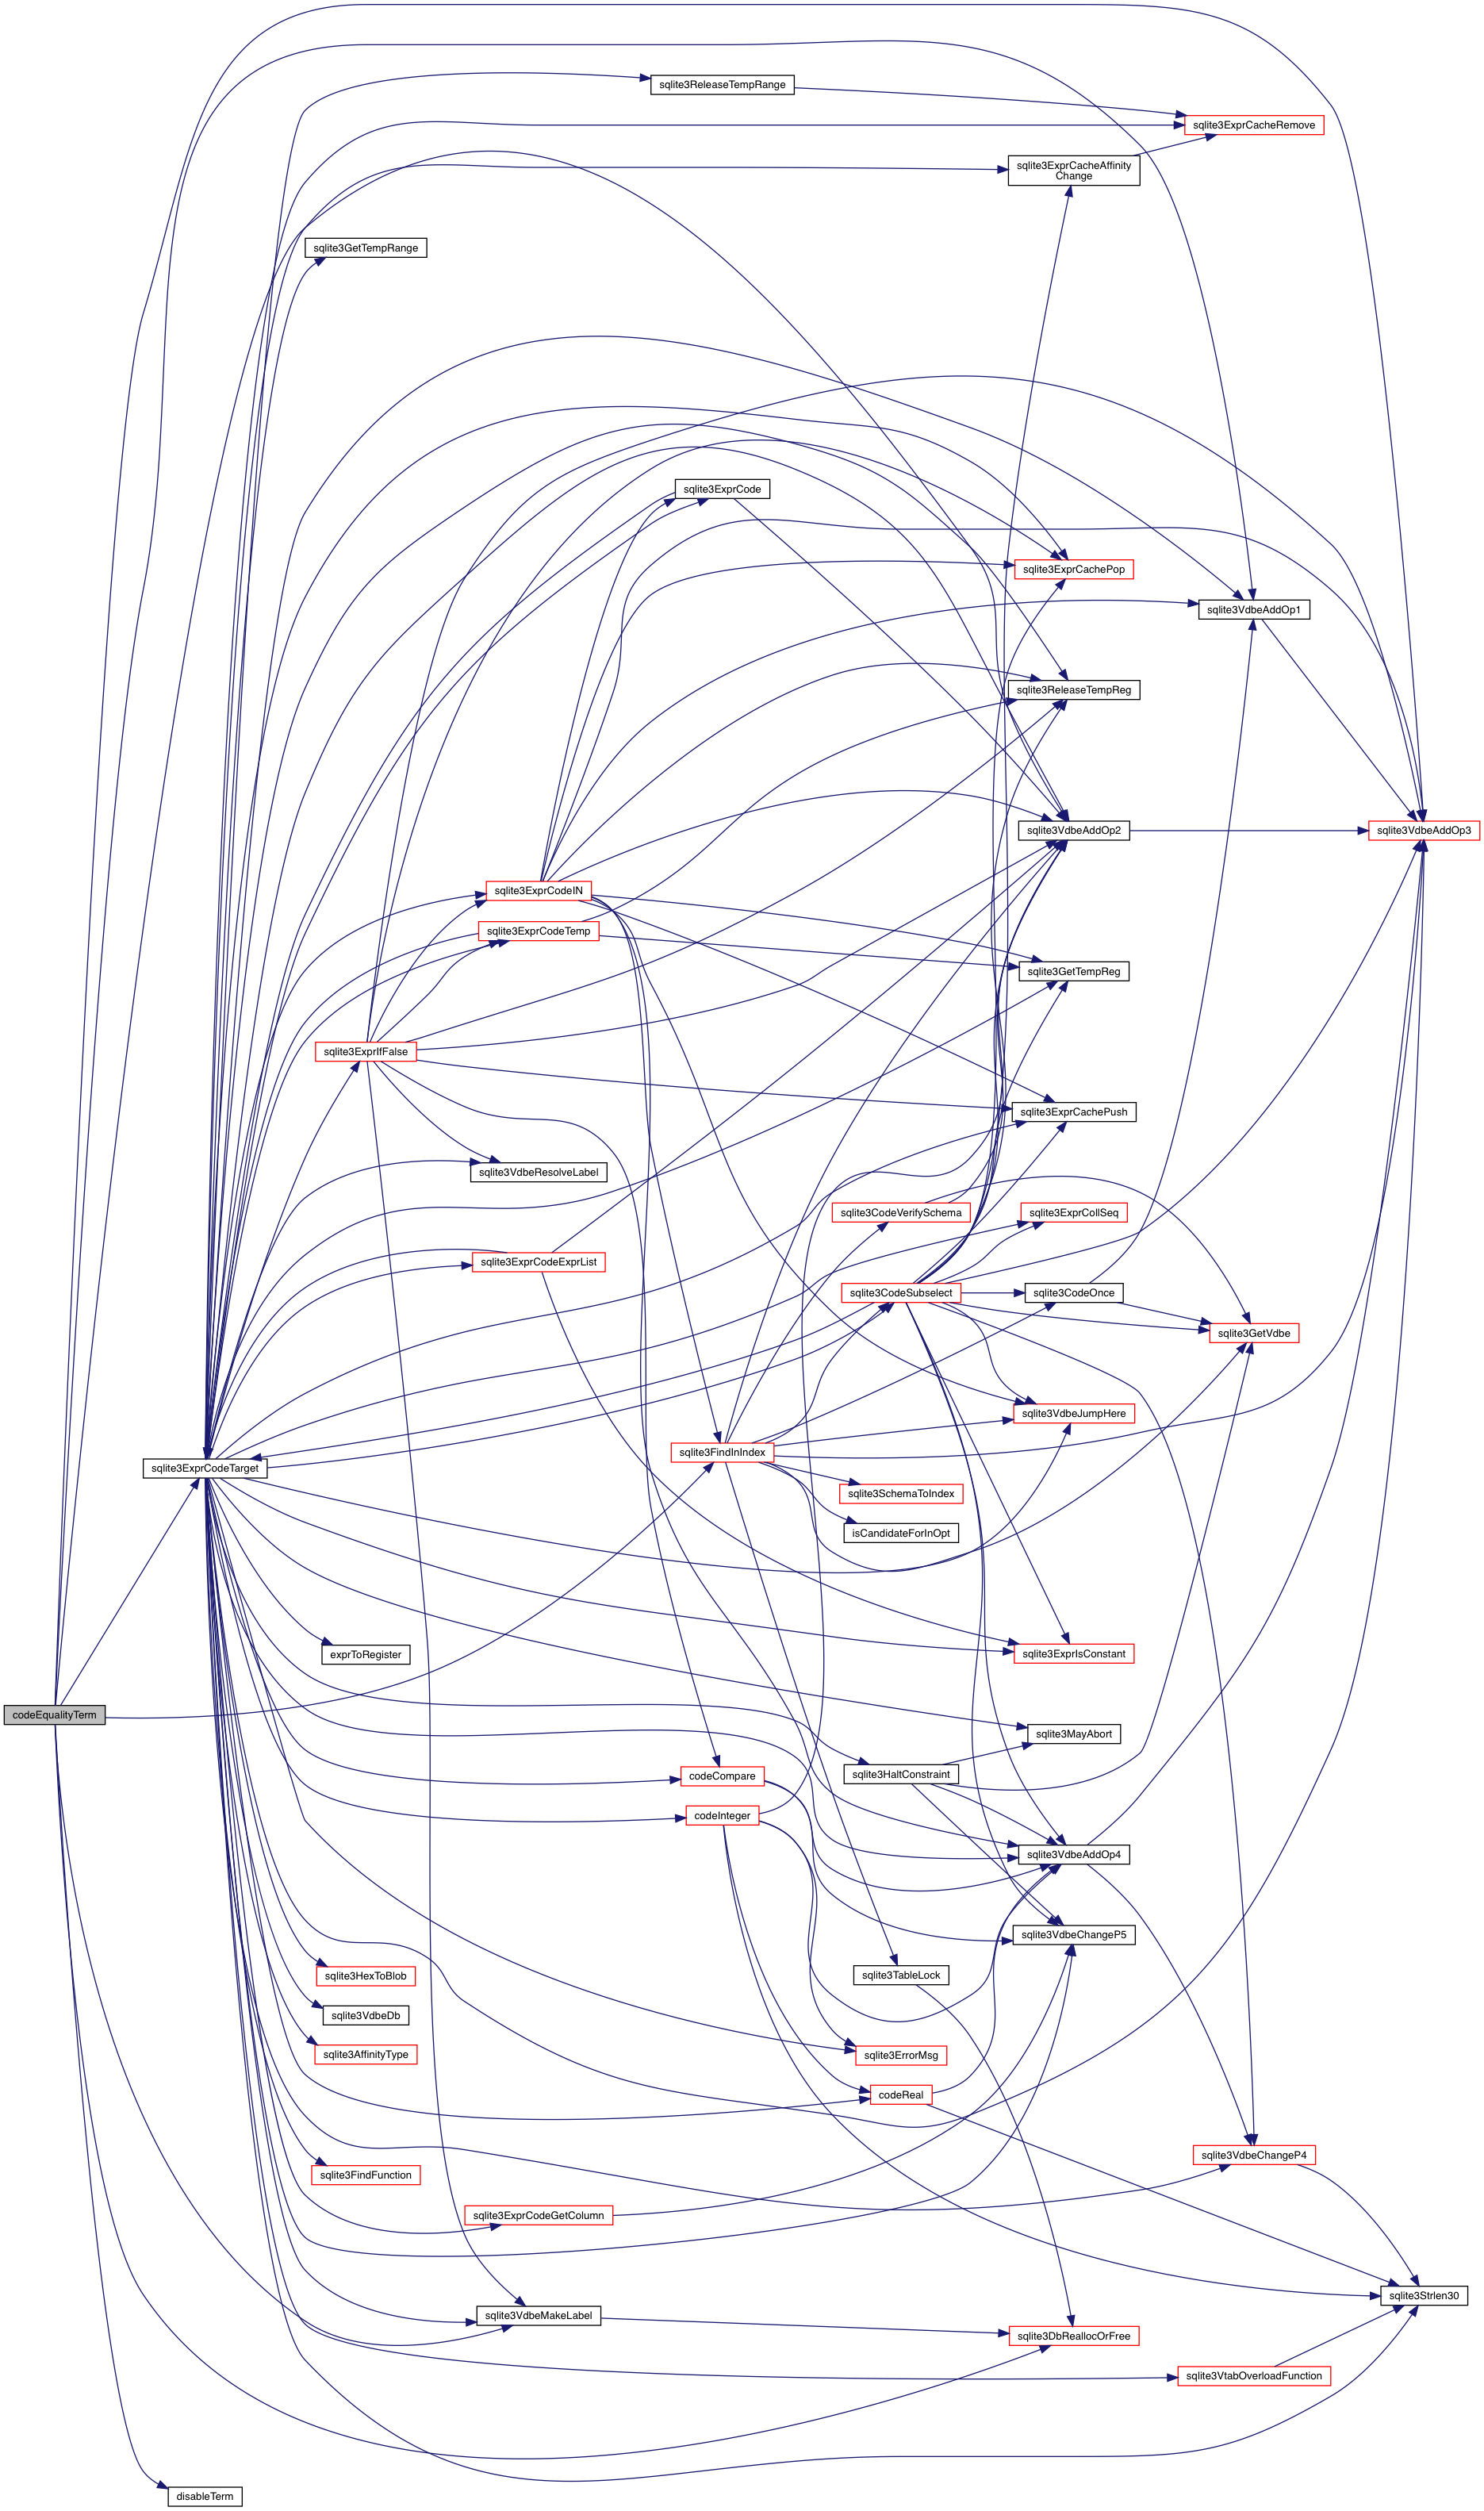 sqlite3ReleaseTempRange
sqlite3ExprCacheRemove
sqlite3ExprCacheAffinity
Change
sqlite3GetTempRange
sqlite3ExprCode
sqlite3ExprCachePop
sqlite3VdbeAddOp1
sqlite3ReleaseTempReg
sqlite3VdbeAddOp2
sqlite3VdbeAddOp3
sqlite3ExprCodeIN
sqlite3ExprCodeTemp
sqlite3GetTempReg
sqlite3ExprIfFalse
sqlite3ExprCachePush
sqlite3VdbeResolveLabel
sqlite3CodeVerifySchema
sqlite3ExprCollSeq
sqlite3ExprCodeExprList
sqlite3CodeSubselect
sqlite3CodeOnce
sqlite3GetVdbe
sqlite3VdbeJumpHere
sqlite3FindInIndex
sqlite3ExprCodeTarget
sqlite3SchemaToIndex
isCandidateForInOpt
exprToRegister
sqlite3ExprIsConstant
codeEqualityTerm
sqlite3MayAbort
sqlite3HaltConstraint
codeCompare
codeInteger
sqlite3VdbeAddOp4
sqlite3VdbeChangeP5
sqlite3HexToBlob
sqlite3TableLock
sqlite3VdbeDb
sqlite3AffinityType
sqlite3ErrorMsg
codeReal
sqlite3VdbeChangeP4
sqlite3FindFunction
sqlite3ExprCodeGetColumn
sqlite3Strlen30
sqlite3VdbeMakeLabel
sqlite3DbReallocOrFree
sqlite3VtabOverloadFunction
disableTerm